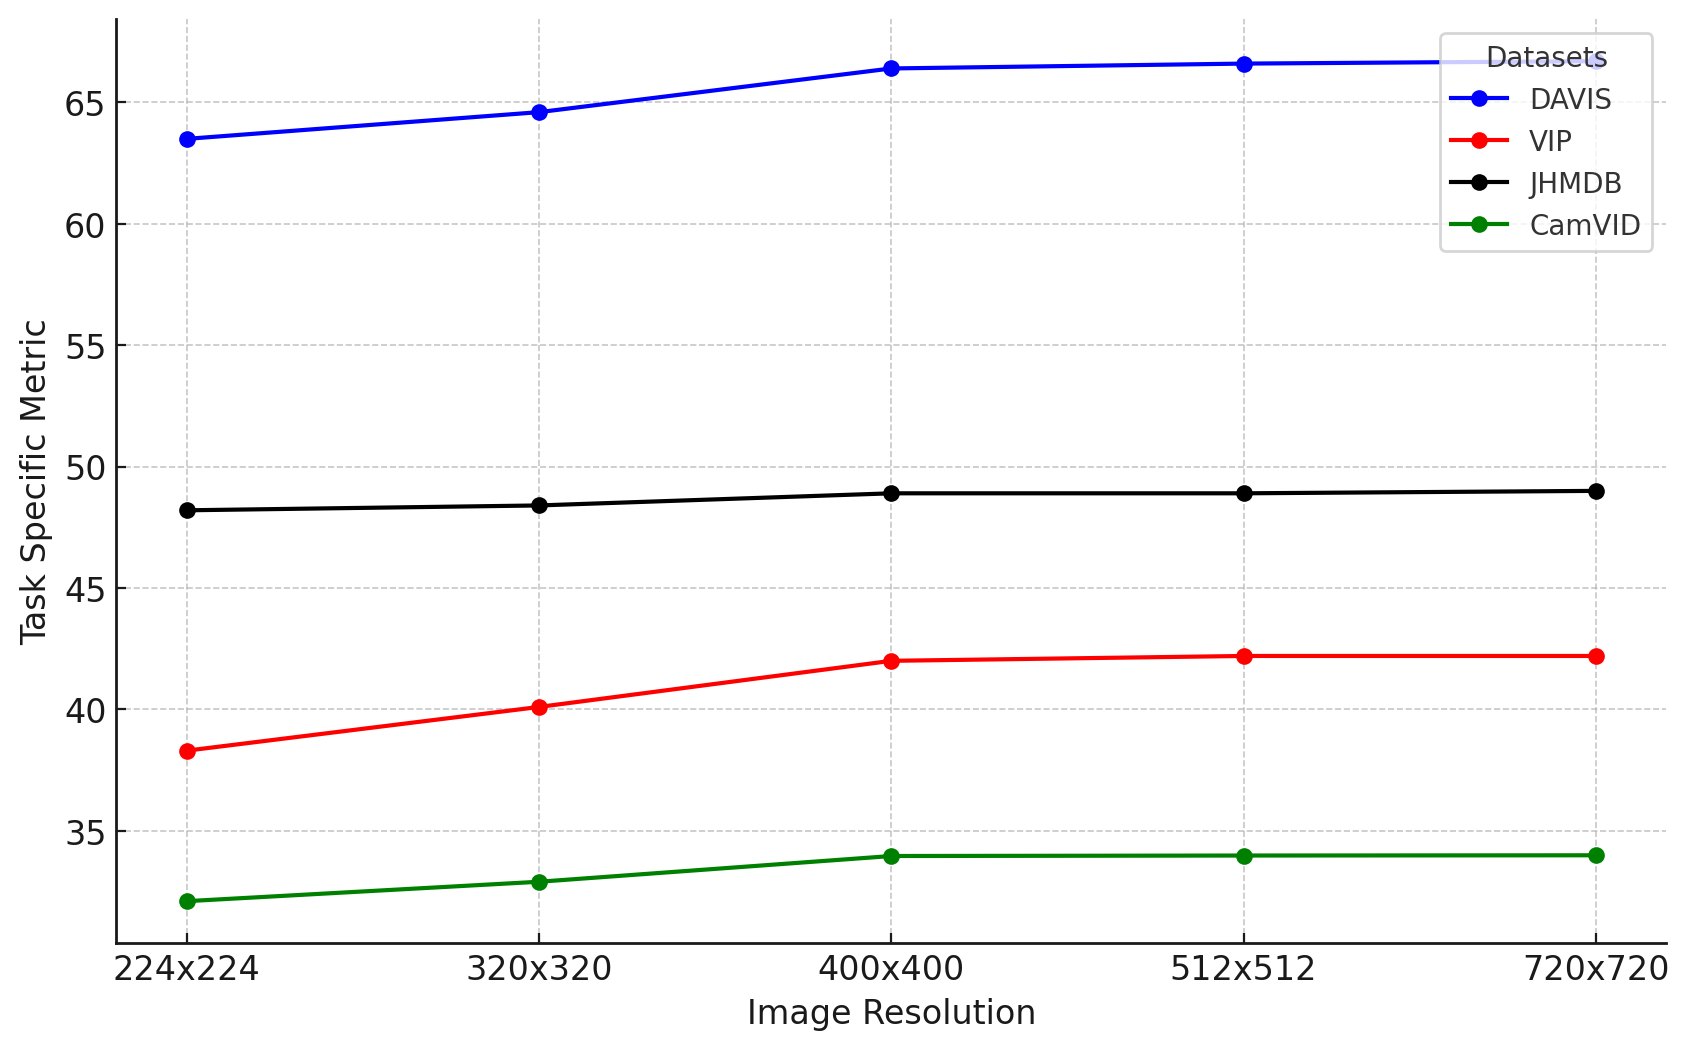 Datasets
DAVIS
VIP
JHMDB
CamVID
Task Specific Metric
65
60
55
50
45
40
35
224x224 320x320 400x400 512x512 720x720
Image Resolution